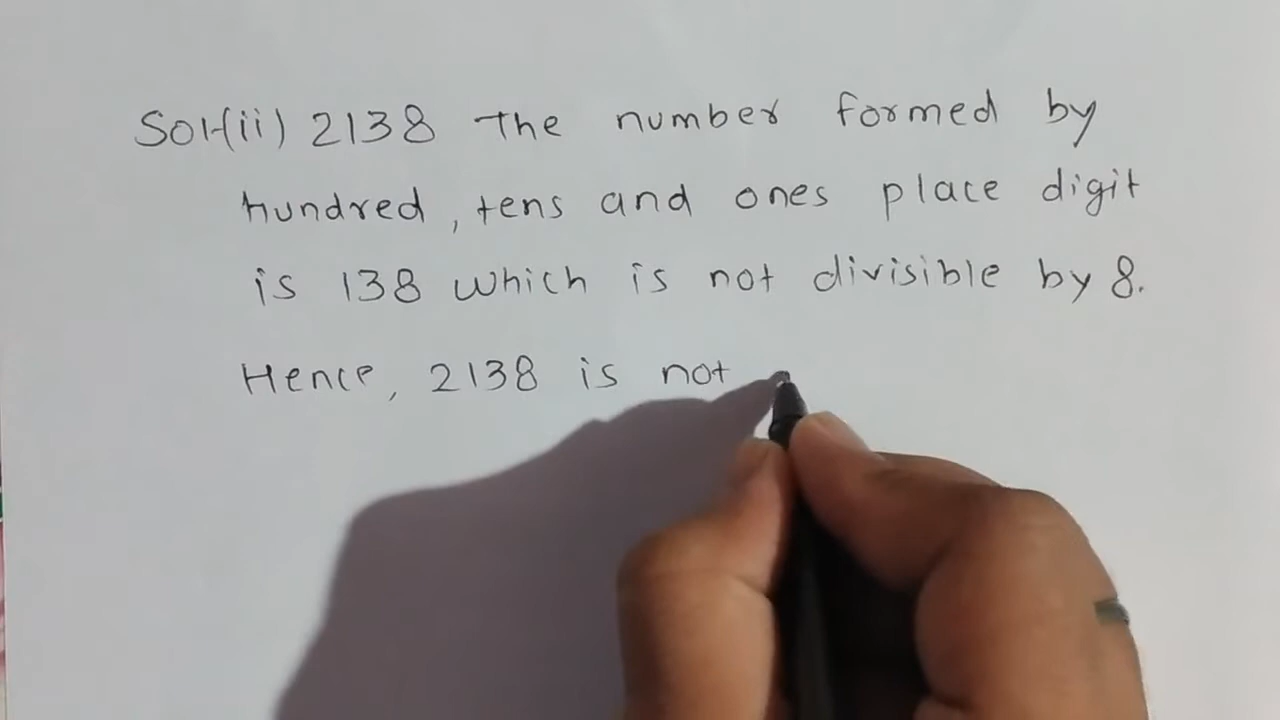 Sol(ii) 2138 The number formed by
hundred, tens and ones place digit
is 138 which is not divisible by 8.
Hence, 2138 is not